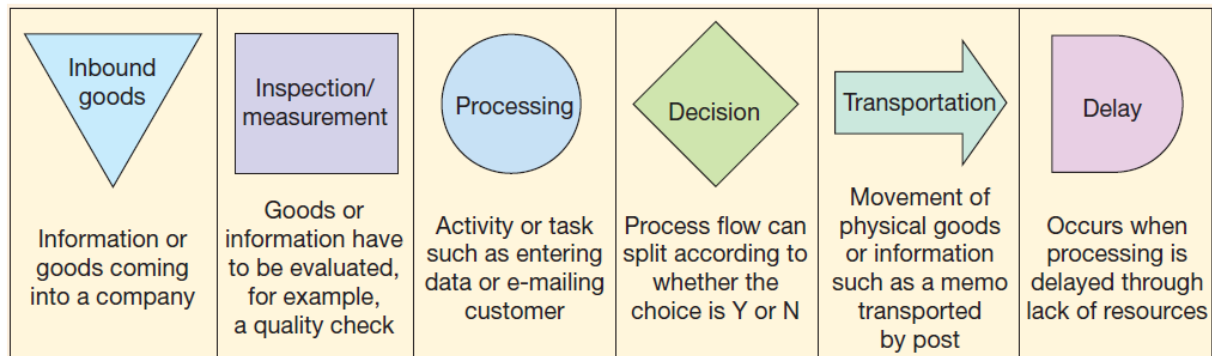 Inbound
goods
Information or
goods coming
into a company
Inspection/
measurement
Goods or
information have
to be evaluated,
for example,
a quality check
Processing
Activity or task
such as entering
data or e-mailing
customer
Decision
Process flow can
split according to
whether the
choice is Y or N
Transportation
Movement of
physical goods
or information
such as a memo
transported
by post
Delay
Occurs when
processing is
delayed through
lack of resources